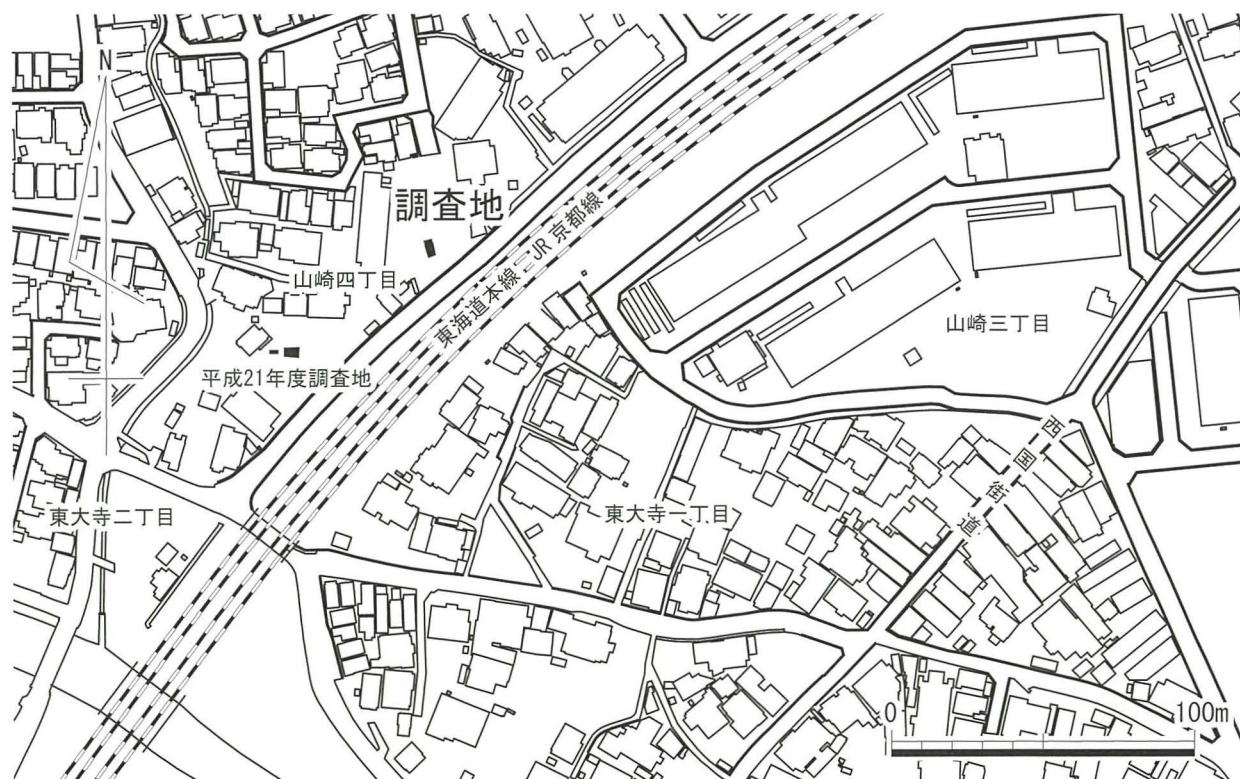 N
調査地
山崎四丁目
東海道本線 JR 京都線
山崎三丁目
平成21年度調査地
西国街道
東大寺二丁目
東大寺一丁目
0 100m